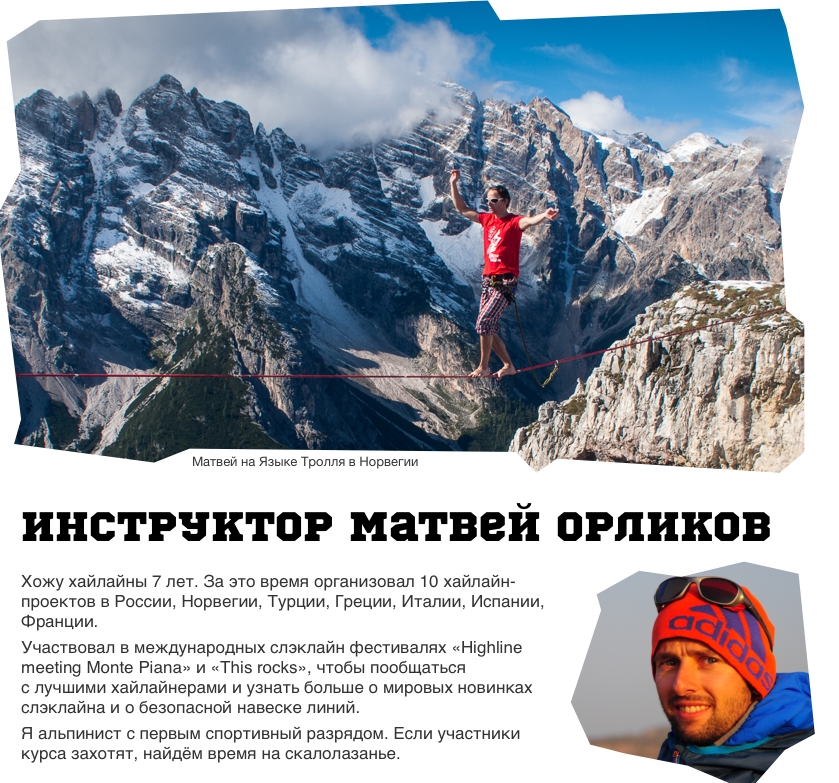 Матвей на Языке Тролля в Норвегии
инструктор матвей орликов
Хожу хайлайны 7 лет. За это время организовал 10 хайлайн-
проектов в России, Норвегии, Турции, Греции, Италии, Испании,
Франции.
Участвовал в международных слэклайн фестивалях «Highline
meeting Monte Piana» и «This rocks», чтобы пообщаться
с лучшими хайлайнерами и узнать больше о мировых новинках
слэклайна и о безопасной навеске линий.
Я альпинист с первым спортивный разрядом. Если участники
курса захотят, найдём время на скалолазанье.
adidas